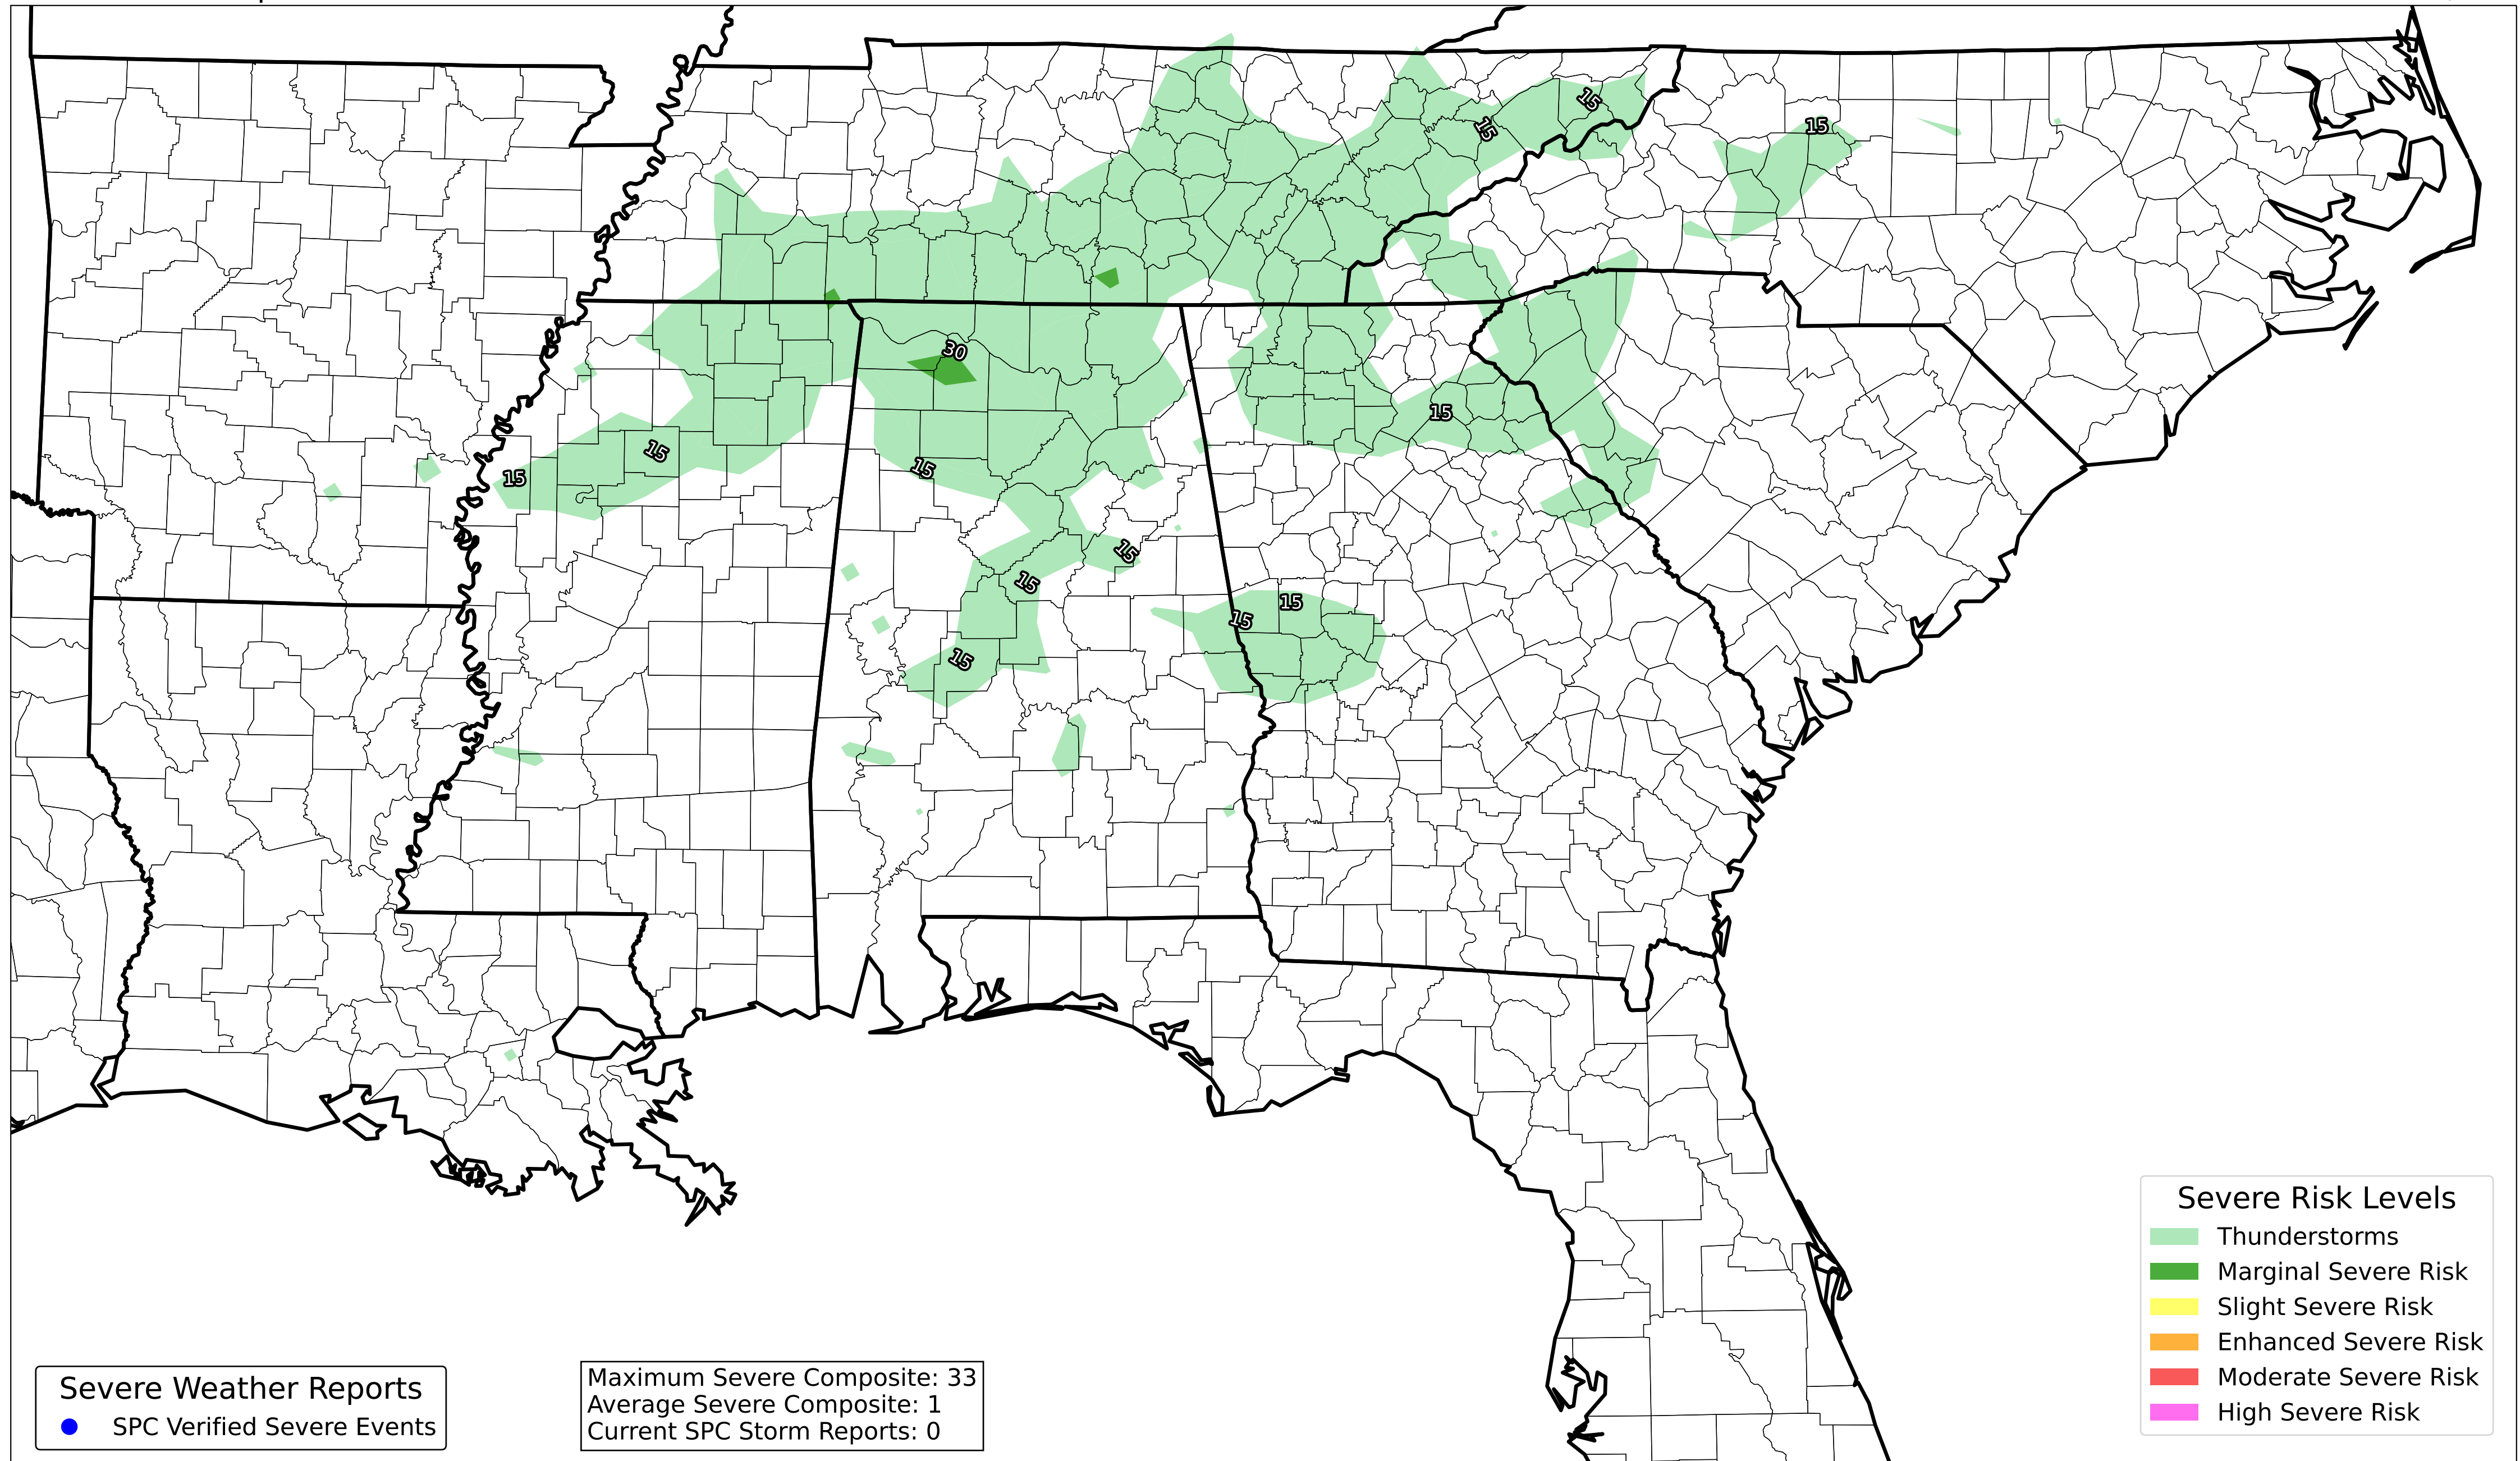 15
15
15
30
15
15
15
15
15
15
15
15
15
Severe Risk Levels
Thunderstorms
Marginal Severe Risk
Slight Severe Risk
Enhanced Severe Risk
Moderate Severe Risk
High Severe Risk
Severe Weather Reports
SPC Verified Severe Events
Maximum Severe Composite: 33
Average Severe Composite: 1
Current SPC Storm Reports: 0